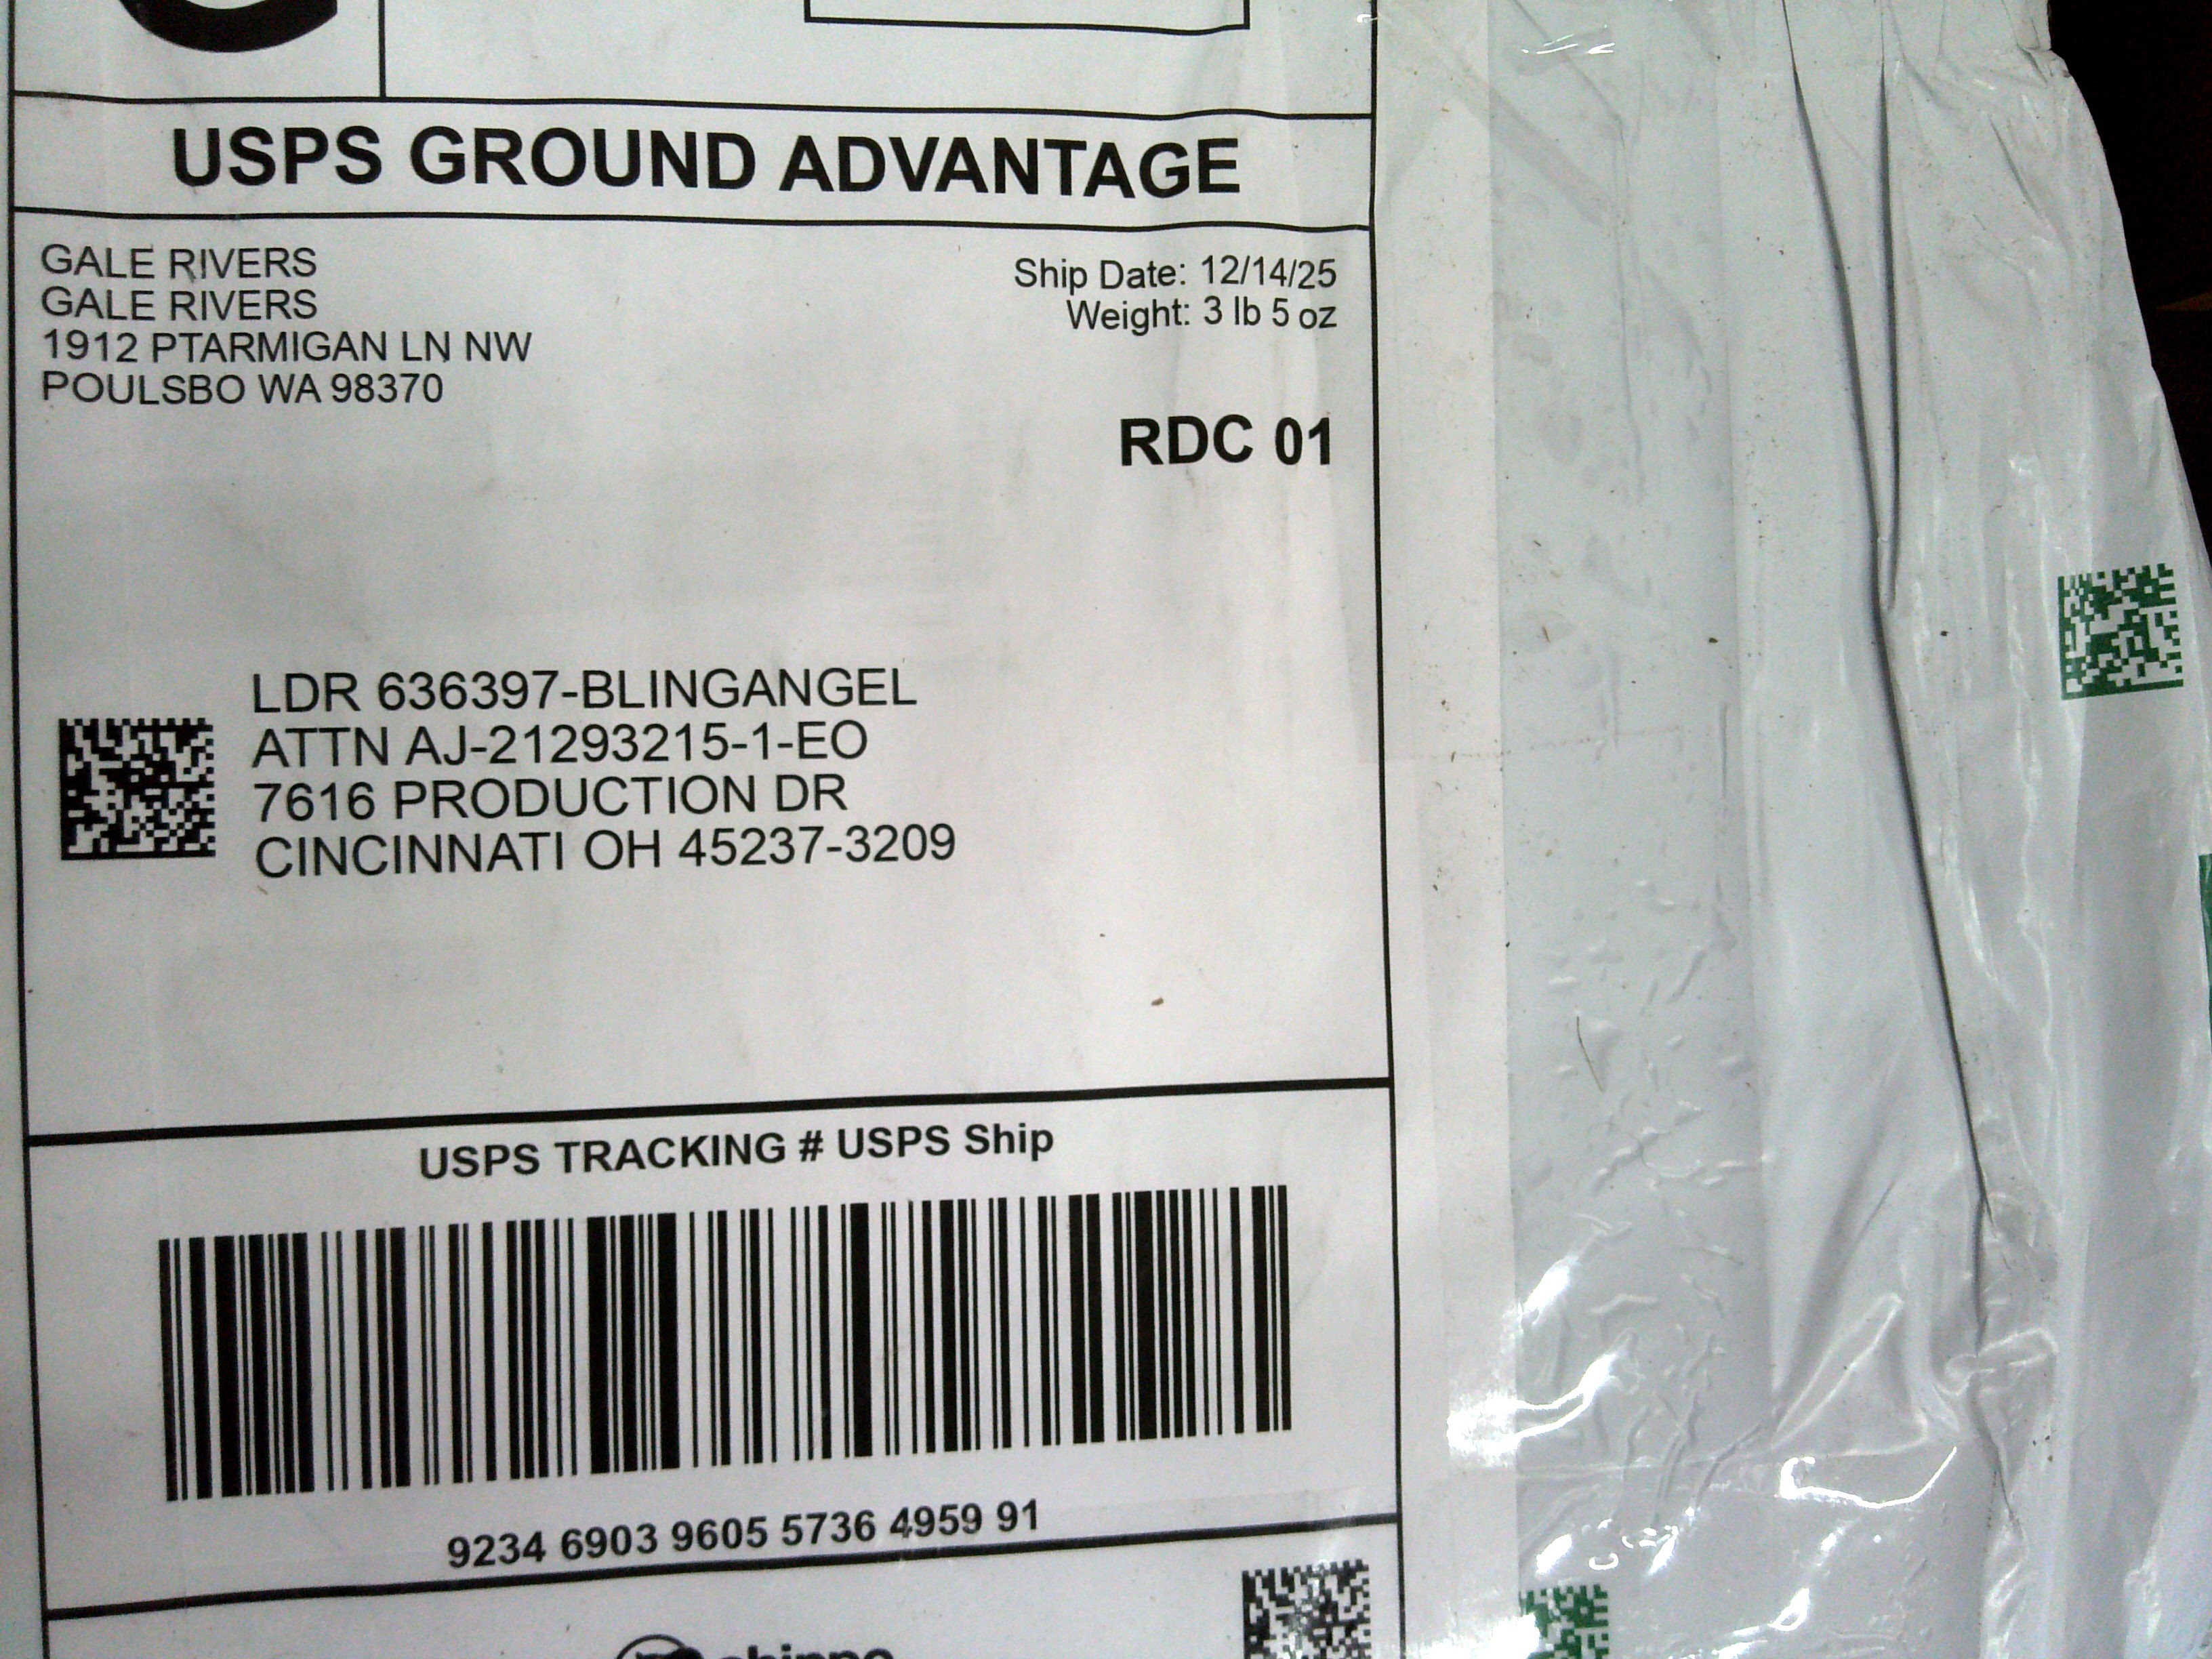 USPS GROUND ADVANTAGE
GALE RIVERS
GALE RIVERS
1912 PTARMIGAN LN NW
POULSBO WA 98370
Ship Date: 12/14/25
Weight: 3 lb 5 oz
RDC 01
LDR 636397-BLINGANGEL
ATTN AJ-21293215-1-EO
7616 PRODUCTION DR
CINCINNATI OH 45237-3209
USPS TRACKING # USPS Ship
9234 6903 9605 5736 4959 91